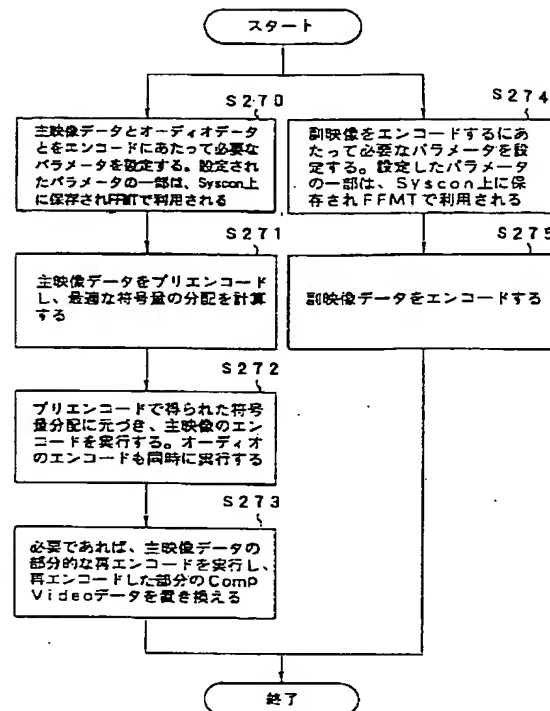 スタート
S270
主映像データとオーディオデータ
とをエンコードにあたって必要な
パラメータを設定する。設定され
たパラメータの一部は、Syscon上
に保存されFFMTで利用される
S271
主映像データをプリエンコード
し、最適な符号量の分配を計算
する
S272
プリエンコードで得られた符号
量分配に元づき、主映像のエン
コードを実行する。オーディオ
のエンコードも同時に実行する
S273
必要であれば、主映像データの
部分的な再エンコードを実行し、
再エンコードした部分のComp
Videoデータを置き換える
S274
副映像をエンコードするにあ
たって必要なパラメータを設
定する。設定したパラメータ
の一部は、Syscon上に保
存されFFMTで利用される
S275
副映像データをエンコードする
終了